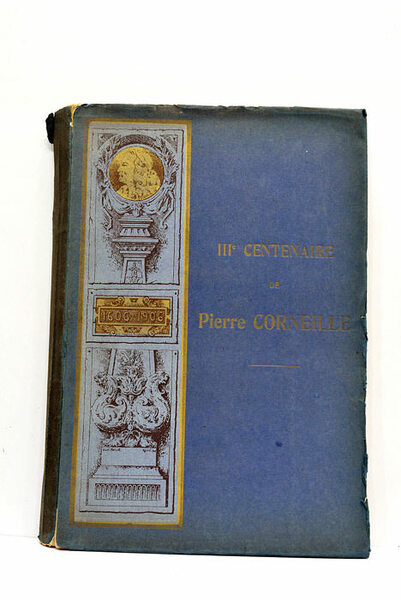 IIIe CENTENAIRE
DE
Pierre CORNEILLE
1606-1906